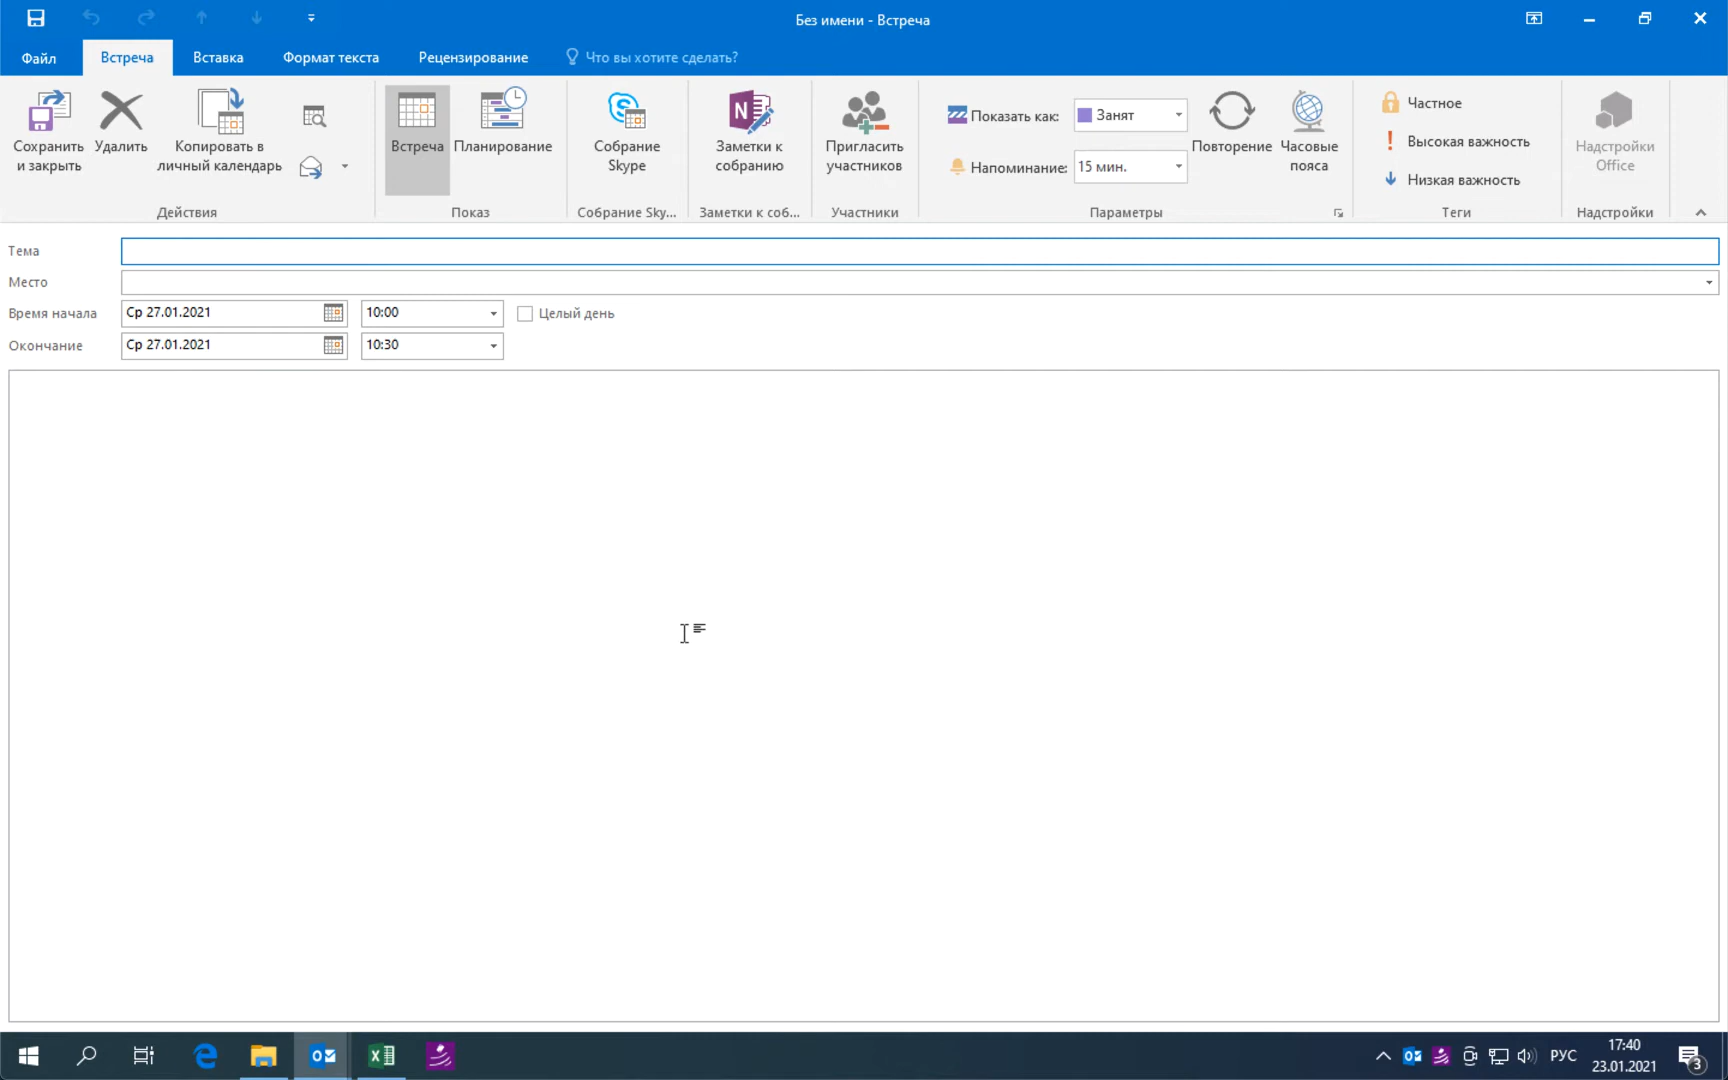 Без имени - Встреча
Файл Встреча Вставка Формат текста Рецензирование Что вы хотите сделать?
Сохранить и закрыть
Удалить
Копировать в личный календарь
Встреча
Планирование
Собрание Skype
Заметки к собранию
Пригласить участников
Показать как: Занят
Напоминание: 15 мин.
Повторение
Часовые пояса
Частное
Высокая важность
Низкая важность
Надстройки Office
Действия Показ Собрание Sky... Заметки к соб... Участники Параметры Теги Надстройки
Тема
Место
Время начала Ср 27.01.2021 10:00 Целый день
Окончание Ср 27.01.2021 10:30
РУС
17:40
23.01.2021
3